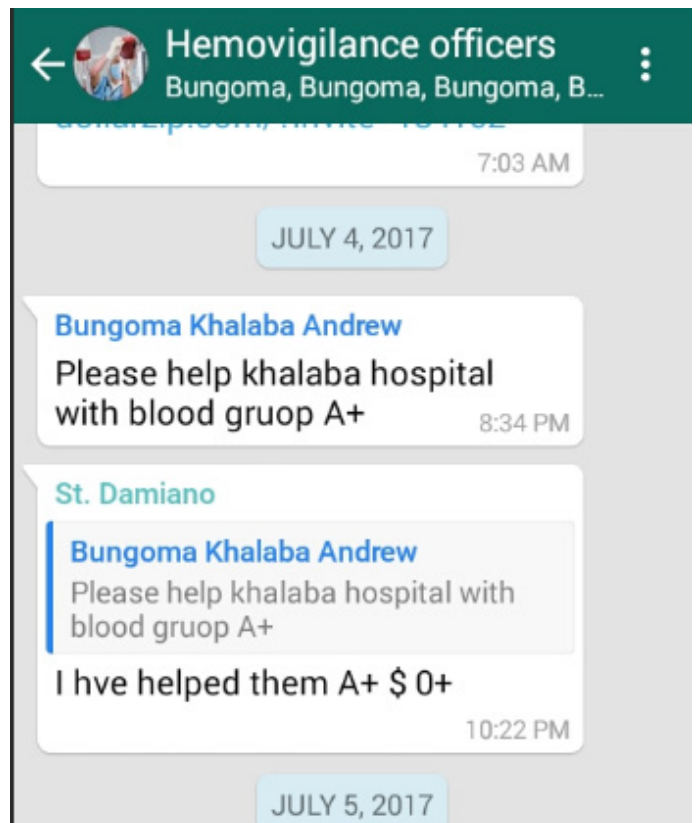 Hemovigilance officers
Bungoma, Bungoma, Bungoma, B...
7:03 AM
JULY 4, 2017
Bungoma Khalaba Andrew
Please help khalaba hospital
with blood gruop A+
8:34 PM
St. Damiano
Bungoma Khalaba Andrew
Please help khalaba hospital with
blood gruop A+
I hve helped them A+ $ 0+
10:22 PM
JULY 5, 2017